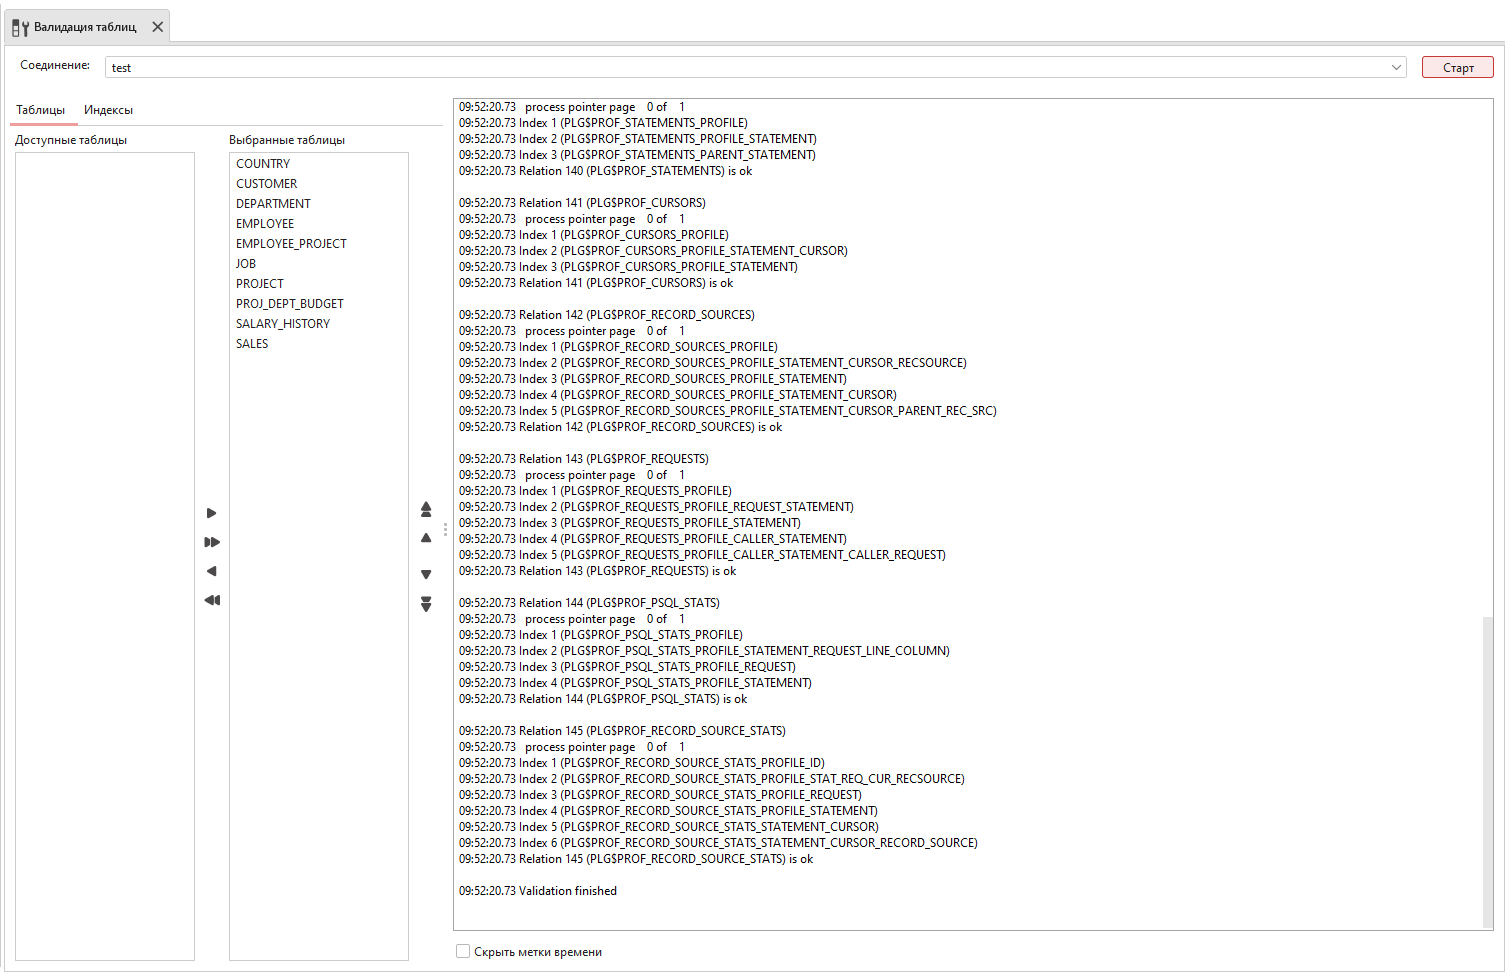 Валидация таблиц
Соединение:
test
Старт
Таблицы
Индексы
Доступные таблицы
Выбранные таблицы
COUNTRY
CUSTOMER
DEPARTMENT
EMPLOYEE
EMPLOYEE_PROJECT
JOB
PROJECT
PROJ_DEPT_BUDGET
SALARY_HISTORY
SALES
09:52:20.73 process pointer page 0 of 1
09:52:20.73 Index 1 (PLG$PROF_STATEMENTS_PROFILE)
09:52:20.73 Index 2 (PLG$PROF_STATEMENTS_PROFILE_STATEMENT)
09:52:20.73 Index 3 (PLG$PROF_STATEMENTS_PARENT_STATEMENT)
09:52:20.73 Relation 140 (PLG$PROF_STATEMENTS) is ok
09:52:20.73 Relation 141 (PLG$PROF_CURSORS)
09:52:20.73 process pointer page 0 of 1
09:52:20.73 Index 1 (PLG$PROF_CURSORS_PROFILE)
09:52:20.73 Index 2 (PLG$PROF_CURSORS_PROFILE_STATEMENT_CURSOR)
09:52:20.73 Index 3 (PLG$PROF_CURSORS_PROFILE_STATEMENT)
09:52:20.73 Relation 141 (PLG$PROF_CURSORS) is ok
09:52:20.73 Relation 142 (PLG$PROF_RECORD_SOURCES)
09:52:20.73 process pointer page 0 of 1
09:52:20.73 Index 1 (PLG$PROF_RECORD_SOURCES_PROFILE)
09:52:20.73 Index 2 (PLG$PROF_RECORD_SOURCES_PROFILE_STATEMENT_CURSOR_RECSOURCE)
09:52:20.73 Index 3 (PLG$PROF_RECORD_SOURCES_PROFILE_STATEMENT)
09:52:20.73 Index 4 (PLG$PROF_RECORD_SOURCES_PROFILE_STATEMENT_CURSOR)
09:52:20.73 Index 5 (PLG$PROF_RECORD_SOURCES_PROFILE_STATEMENT_CURSOR_PARENT_REC_SRC)
09:52:20.73 Relation 142 (PLG$PROF_RECORD_SOURCES) is ok
09:52:20.73 Relation 143 (PLG$PROF_REQUESTS)
09:52:20.73 process pointer page 0 of 1
09:52:20.73 Index 1 (PLG$PROF_REQUESTS_PROFILE)
09:52:20.73 Index 2 (PLG$PROF_REQUESTS_PROFILE_REQUEST_STATEMENT)
09:52:20.73 Index 3 (PLG$PROF_REQUESTS_PROFILE_STATEMENT)
09:52:20.73 Index 4 (PLG$PROF_REQUESTS_PROFILE_CALLER_STATEMENT)
09:52:20.73 Index 5 (PLG$PROF_REQUESTS_PROFILE_CALLER_STATEMENT_CALLER_REQUEST)
09:52:20.73 Relation 143 (PLG$PROF_REQUESTS) is ok
09:52:20.73 Relation 144 (PLG$PROF_PSQL_STATS)
09:52:20.73 process pointer page 0 of 1
09:52:20.73 Index 1 (PLG$PROF_PSQL_STATS_PROFILE)
09:52:20.73 Index 2 (PLG$PROF_PSQL_STATS_PROFILE_STATEMENT_REQUEST_LINE_COLUMN)
09:52:20.73 Index 3 (PLG$PROF_PSQL_STATS_PROFILE_REQUEST)
09:52:20.73 Index 4 (PLG$PROF_PSQL_STATS_PROFILE_STATEMENT)
09:52:20.73 Relation 144 (PLG$PROF_PSQL_STATS) is ok
09:52:20.73 Relation 145 (PLG$PROF_RECORD_SOURCE_STATS)
09:52:20.73 process pointer page 0 of 1
09:52:20.73 Index 1 (PLG$PROF_RECORD_SOURCE_STATS_PROFILE_ID)
09:52:20.73 Index 2 (PLG$PROF_RECORD_SOURCE_STATS_PROFILE_STAT_REQ_CUR_RECSOURCE)
09:52:20.73 Index 3 (PLG$PROF_RECORD_SOURCE_STATS_PROFILE_REQUEST)
09:52:20.73 Index 4 (PLG$PROF_RECORD_SOURCE_STATS_PROFILE_STATEMENT)
09:52:20.73 Index 5 (PLG$PROF_RECORD_SOURCE_STATS_STATEMENT_CURSOR)
09:52:20.73 Index 6 (PLG$PROF_RECORD_SOURCE_STATS_STATEMENT_CURSOR_RECORD_SOURCE)
09:52:20.73 Relation 145 (PLG$PROF_RECORD_SOURCE_STATS) is ok
09:52:20.73 Validation finished
Скрыть метки времени